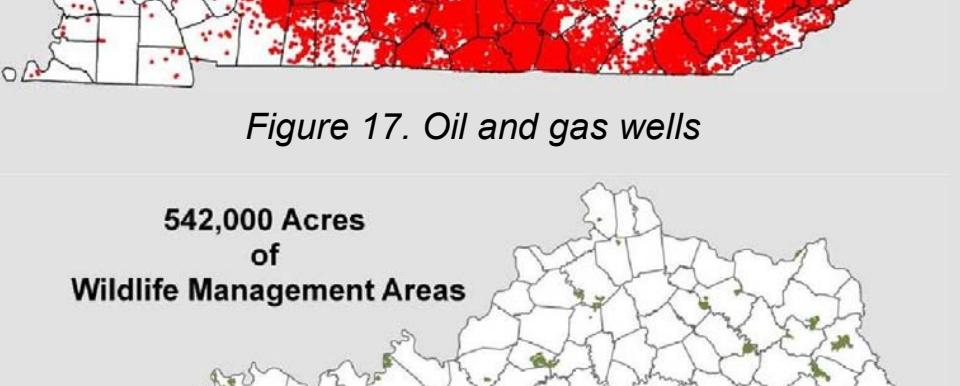 Figure 17. Oil and gas wells
542,000 Acres
of
Wildlife Management Areas